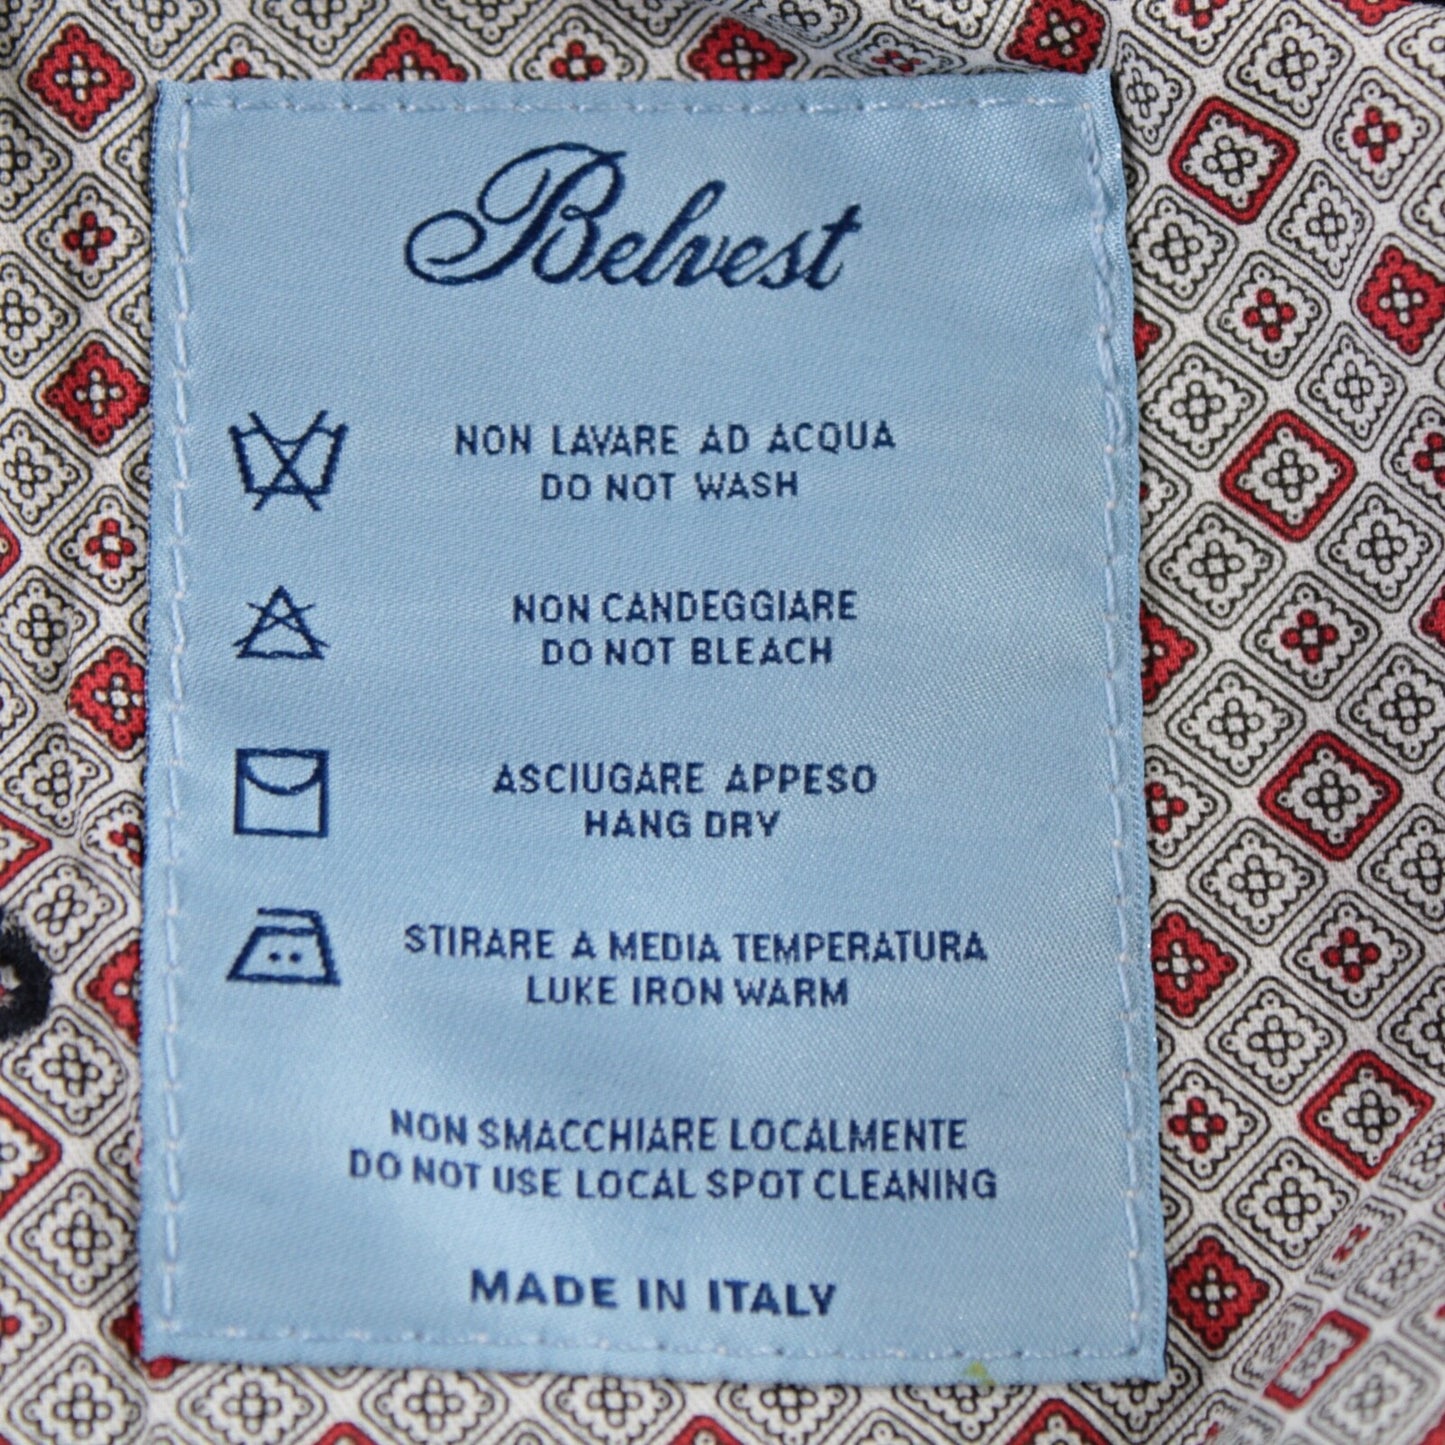 Belvest
NON LAVARE AD ACQUA
DO NOT WASH
NON CANDEGGIARE
DO NOT BLEACH
ASCIUGARE APPESO
HANG DRY
STIRARE A MEDIA TEMPERATURA
LUKE IRON WARM
NON SMACCHIARE LOCALMENTE
DO NOT USE LOCAL SPOT CLEANING
MADE IN ITALY